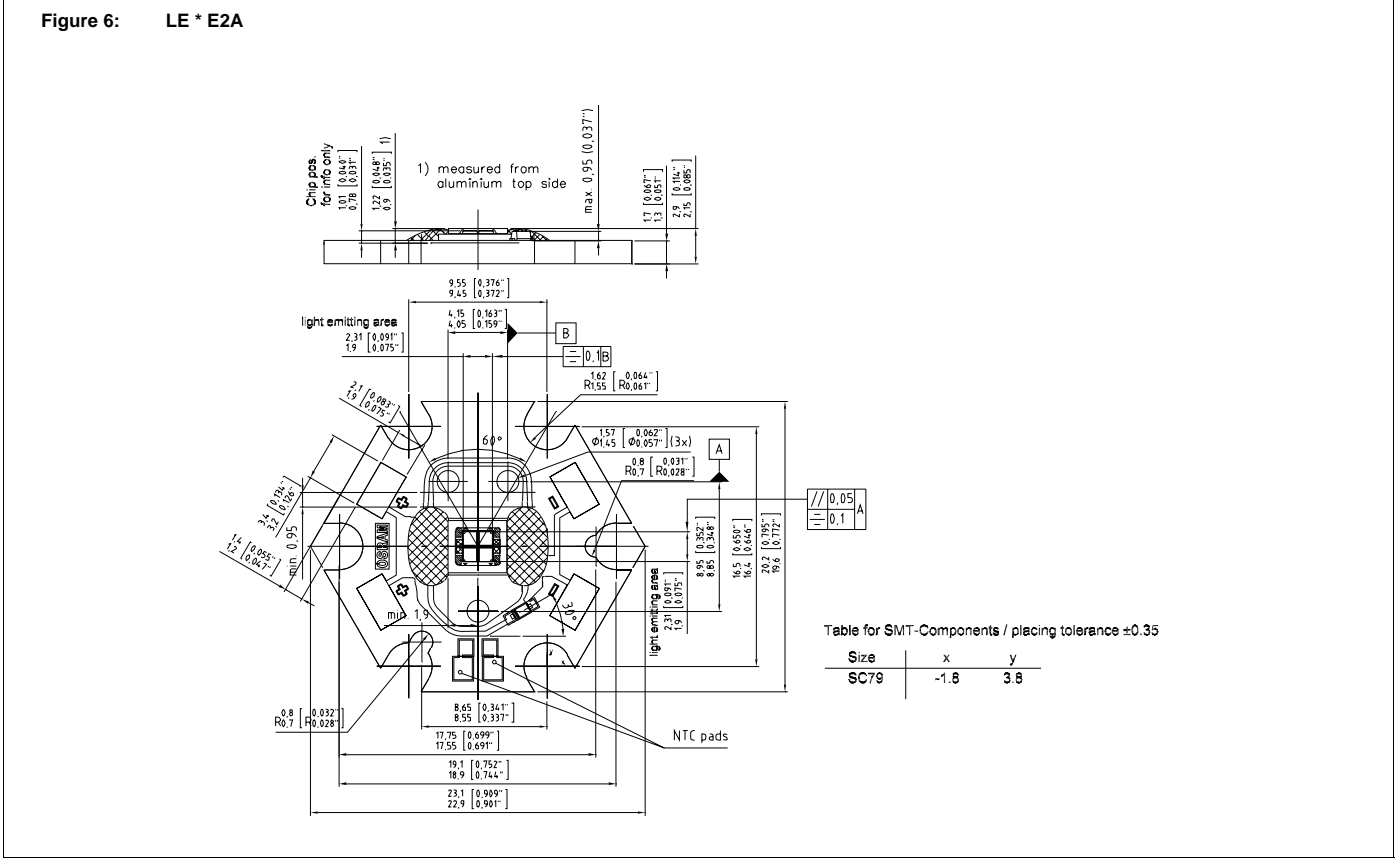 Figure 6: LE * E2A
Chip pos.
for info only
1,01 [0,040"]
0,78 [0,031"]
1,22 [0,048"]
0,9 [0,035"] 1)
1) measured from
aluminium top side
max. 0,95 (0,037")
1,7 [0,067"]
1,3 [0,051"]
2,9 [0,114"]
2,15 [0,085"]
9,55 [0,376"]
9,45 [0,372"]
light emitting area
2,31 [0,091"]
1,9 [0,075"]
4,15 [0,163"]
4,05 [0,159"]
B
0,1 B
R 1,62 [0,064"]
1,55 [R0,061"]
2,1 [0,083"]
1,9 [0,075"]
60°
Ø 1,57 [0,062"]
1,45 [Ø0,057"] (3x)
A
R 0,8 [0,031"]
0,7 [R0,028"]
// 0,05
0,1 A
3,4 [0,134"]
3,2 [0,126"]
min. 0,95
1,4 [0,055"]
1,2 [0,047"]
OSRAM
8,95 [0,352"]
8,85 [0,348"]
16,5 [0,650"]
16,4 [0,646"]
20,2 [0,795"]
19,6 [0,772"]
light emitting area
2,31 [0,091"]
1,9 [0,075"]
min. 1,9
30°
Table for SMT-Components / placing tolerance ±0.35
Size x y
SC79 -1.8 3.8
R 0,8 [0,032"]
0,7 [R0,028"]
8,65 [0,341"]
8,55 [0,337"]
NTC pads
17,75 [0,699"]
17,55 [0,691"]
19,1 [0,752"]
18,9 [0,744"]
23,1 [0,909"]
22,9 [0,901"]